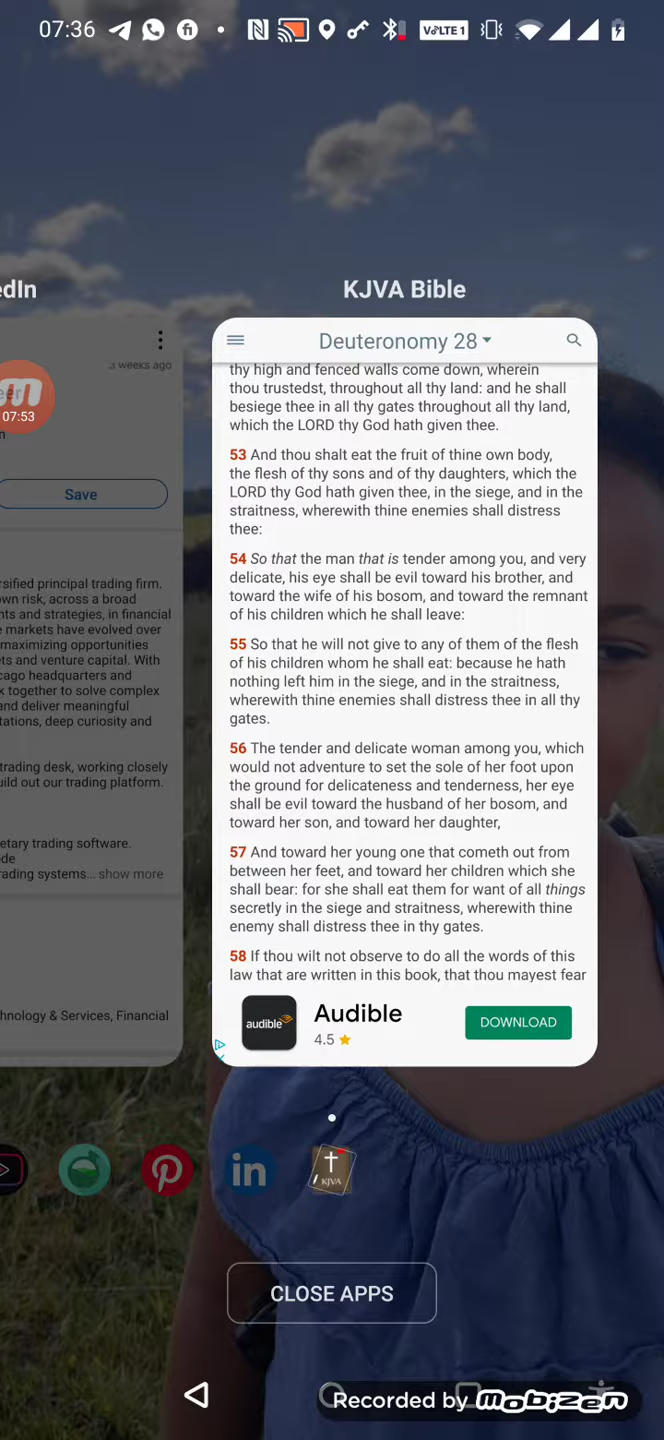 07:36
VoLTE 1
edIn
KJVA Bible
3 weeks ago
07:53
Save
rsified principal trading firm.
own risk, across a broad
nts and strategies, in financial
e markets have evolved over
maximizing opportunities
ets and venture capital. With
cago headquarters and
k together to solve complex
and deliver meaningful
tations, deep curiosity and
trading desk, working closely
uild out our trading platform.
etary trading software.
de
rading systems... show more
hnology & Services, Financial
Deuteronomy 28
thy high and fenced walls come down, wherein
thou trustedst, throughout all thy land: and he shall
besiege thee in all thy gates throughout all thy land,
which the LORD thy God hath given thee.
53 And thou shalt eat the fruit of thine own body,
the flesh of thy sons and of thy daughters, which the
LORD thy God hath given thee, in the siege, and in the
straitness, wherewith thine enemies shall distress
thee:
54 So that the man that is tender among you, and very
delicate, his eye shall be evil toward his brother, and
toward the wife of his bosom, and toward the remnant
of his children which he shall leave:
55 So that he will not give to any of them of the flesh
of his children whom he shall eat: because he hath
nothing left him in the siege, and in the straitness,
wherewith thine enemies shall distress thee in all thy
gates.
56 The tender and delicate woman among you, which
would not adventure to set the sole of her foot upon
the ground for delicateness and tenderness, her eye
shall be evil toward the husband of her bosom, and
toward her son, and toward her daughter,
57 And toward her young one that cometh out from
between her feet, and toward her children which she
shall bear: for she shall eat them for want of all things
secretly in the siege and straitness, wherewith thine
enemy shall distress thee in thy gates.
58 If thou wilt not observe to do all the words of this
law that are written in this book, that thou mayest fear
audible
Audible
4.5
DOWNLOAD
in
KJVA
CLOSE APPS
Recorded by mobizen